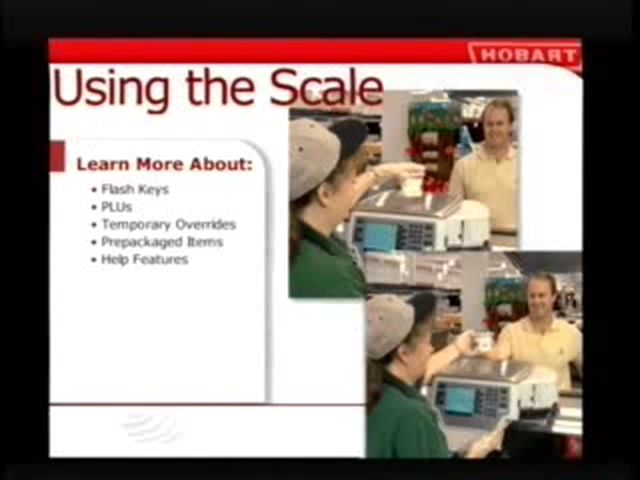 HOBART
Using the Scale
Learn More About:
• Flash Keys
• PLUs
• Temporary Overrides
• Prepackaged Items
• Help Features